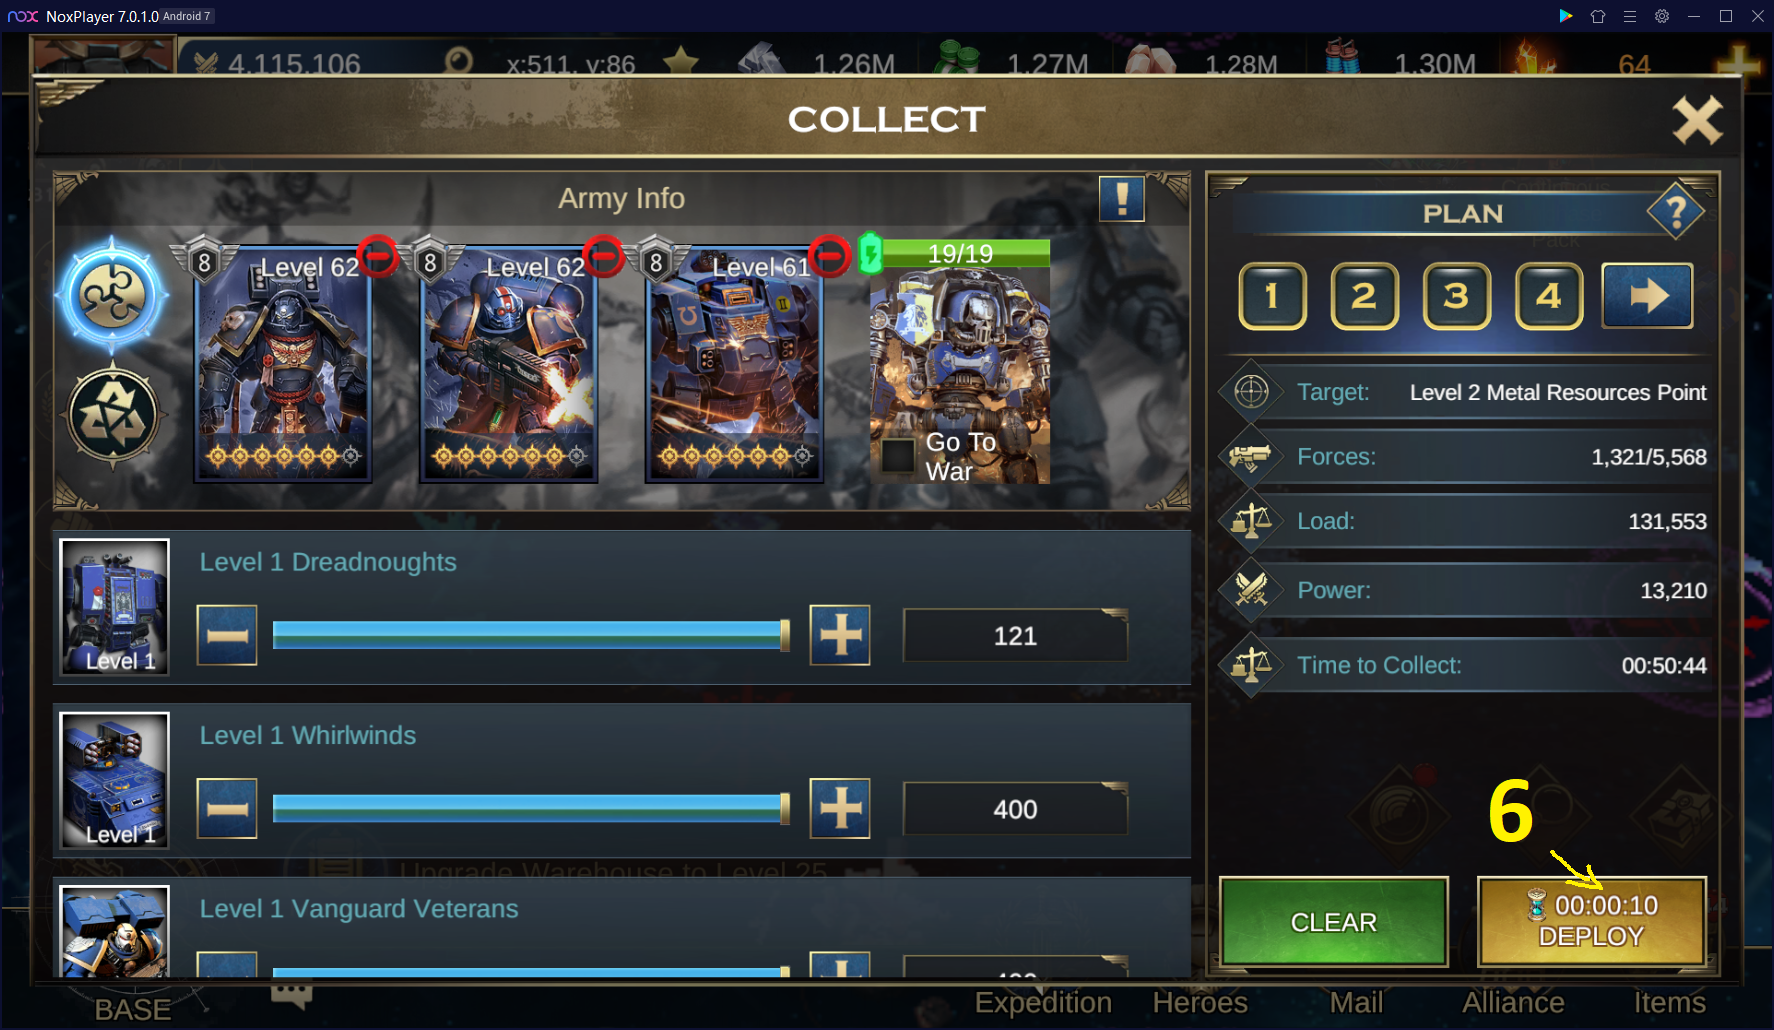 NOX NoxPlayer 7.0.1.0 Android 7
4,115,106 x:511, y:86 1.26M 1.27M 1.28M 1.30M 64
COLLECT
Army Info
PLAN
8 Level 62 8 Level 62 8 Level 61 19/19
Go To
War
1 2 3 4
Target: Level 2 Metal Resources Point
Forces: 1,321/5,568
Load: 131,553
Power: 13,210
Time to Collect: 00:50:44
Level 1 Dreadnoughts
Level 1
121
Level 1 Whirlwinds
Level 1
400
Upgrade Warehouse to Level 25
Level 1 Vanguard Veterans
6
CLEAR
00:00:10
DEPLOY
BASE Expedition Heroes Mail Alliance Items